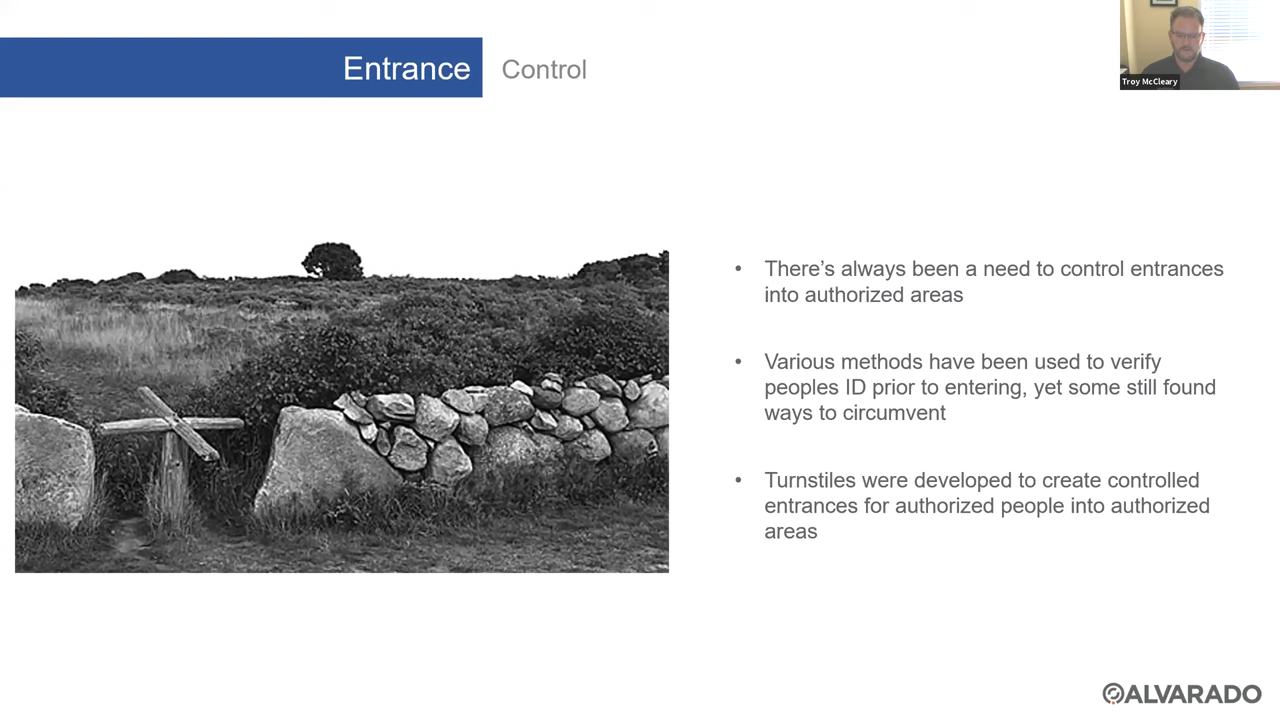 Entrance Control
Troy McCleary
• There’s always been a need to control entrances
into authorized areas
• Various methods have been used to verify
peoples ID prior to entering, yet some still found
ways to circumvent
• Turnstiles were developed to create controlled
entrances for authorized people into authorized
areas
ALVARADO